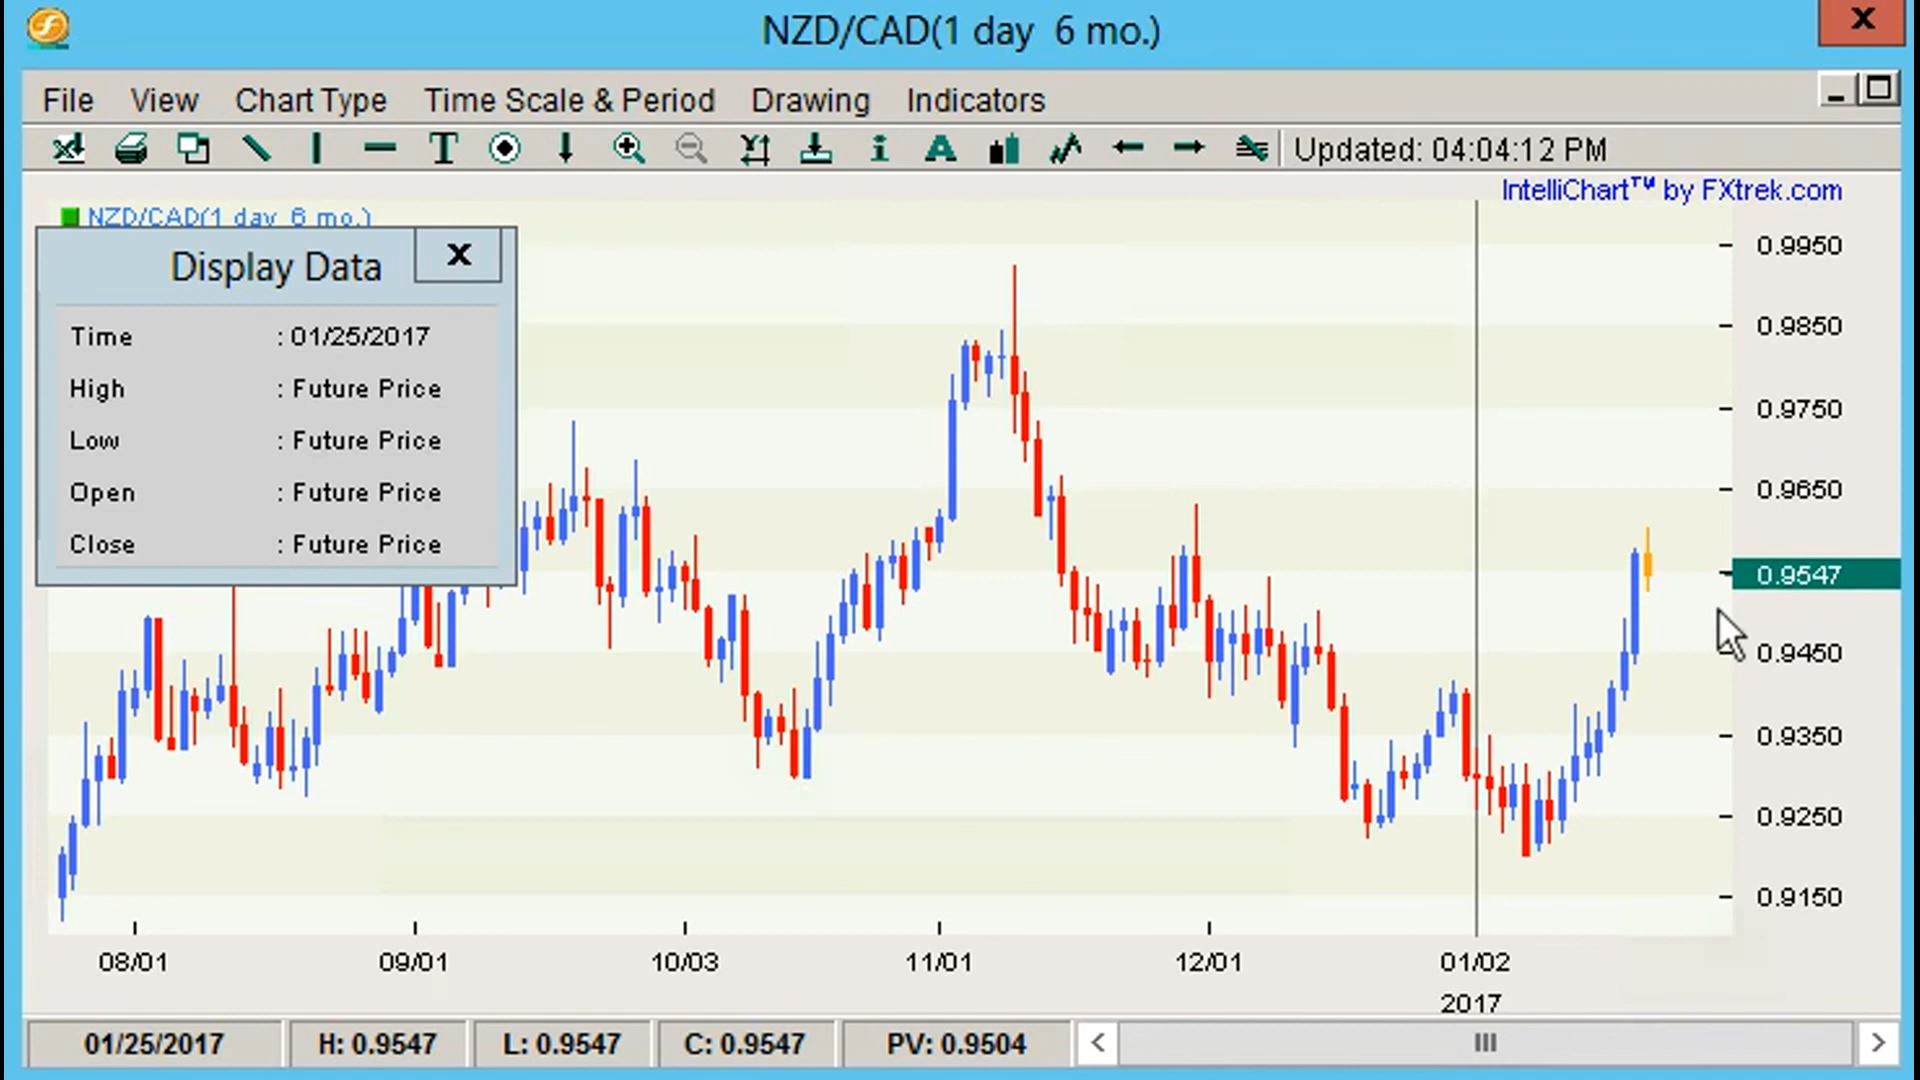 NZD/CAD(1 day  6 mo.)
X
File View Chart Type Time Scale & Period Drawing Indicators
Updated: 04:04:12 PM
IntelliChart™ by FXtrek.com
NZD/CAD(1 day  6 mo.)
Display Data X
Time : 01/25/2017
High : Future Price
Low : Future Price
Open : Future Price
Close : Future Price
0.9950
0.9850
0.9750
0.9650
0.9547
0.9450
0.9350
0.9250
0.9150
08/01 09/01 10/03 11/01 12/01 01/02
2017
01/25/2017 H: 0.9547 L: 0.9547 C: 0.9547 PV: 0.9504